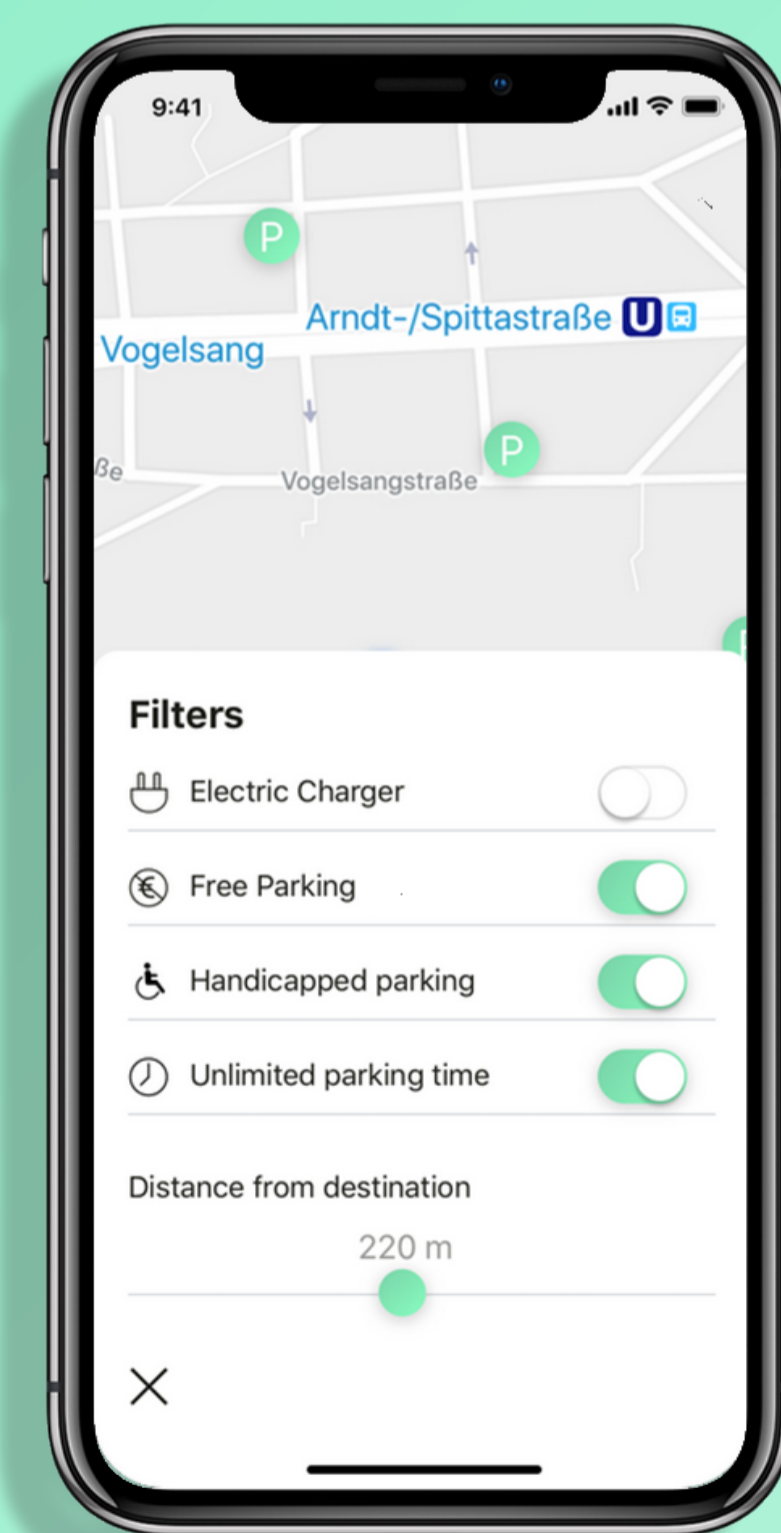 9:41
P
Arndt-/Spittastraße U
Vogelsang
P
ße
Vogelsangstraße
Filters
Electric Charger
€ Free Parking
Handicapped parking
Unlimited parking time
Distance from destination
220 m